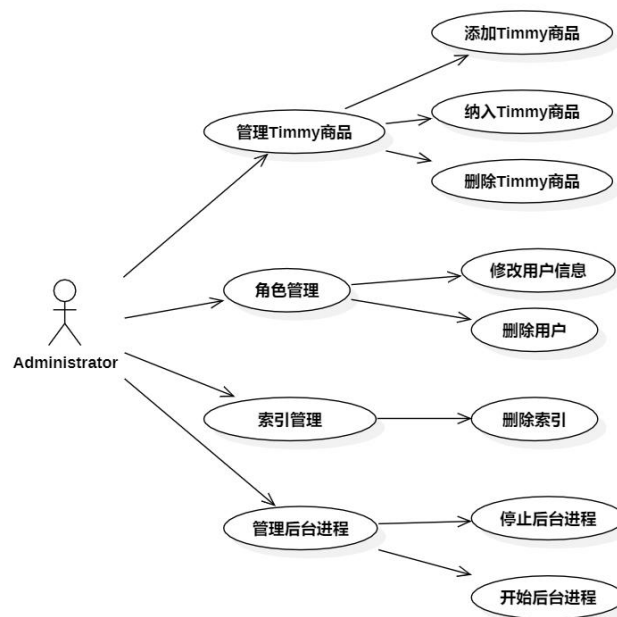 添加Timmy商品
管理Timmy商品
纳入Timmy商品
删除Timmy商品
角色管理
修改用户信息
删除用户
Administrator
索引管理
删除索引
管理后台进程
停止后台进程
开始后台进程